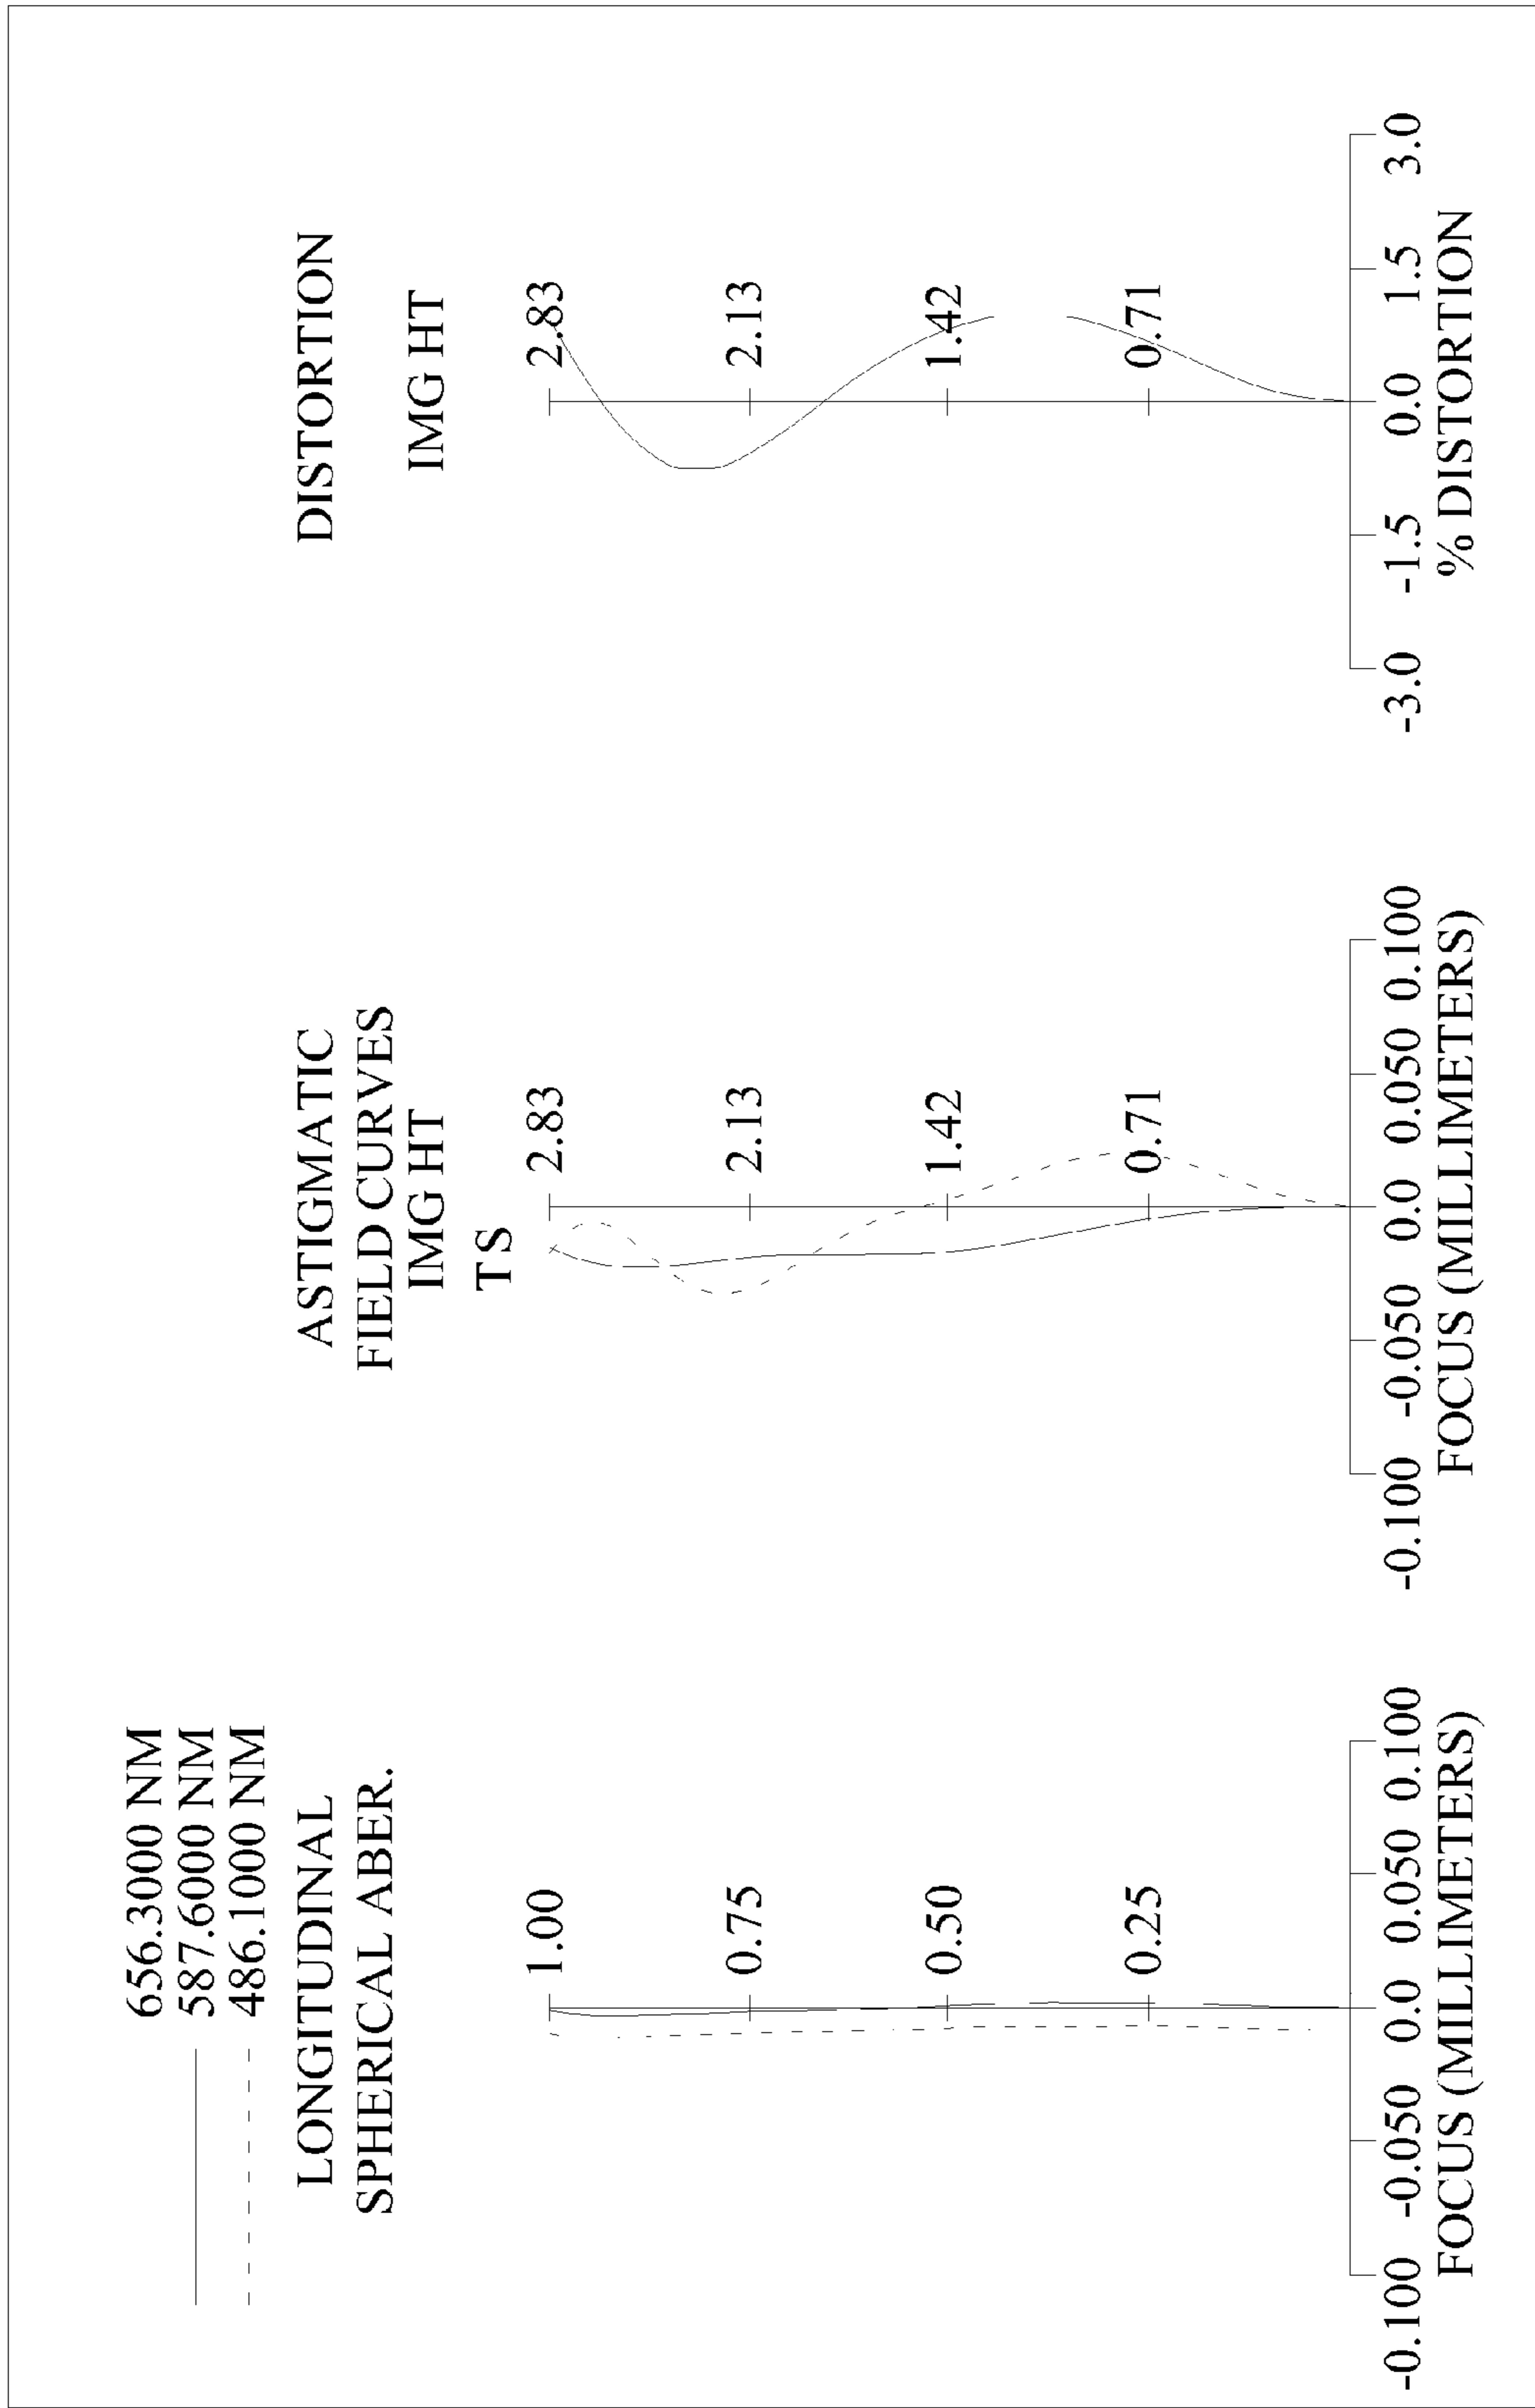 656.3000 NM
587.6000 NM
486.1000 NM
LONGITUDINAL
SPHERICAL ABER.
1.00
0.75
0.50
0.25
-0.100 -0.050 0.0 0.050 0.100
FOCUS (MILLIMETERS)
ASTIGMATIC
FIELD CURVES
IMG HT
T S
2.83
2.13
1.42
0.71
-0.100 -0.050 0.0 0.050 0.100
FOCUS (MILLIMETERS)
DISTORTION
IMG HT
2.83
2.13
1.42
0.71
-3.0 -1.5 0.0 1.5 3.0
% DISTORTION